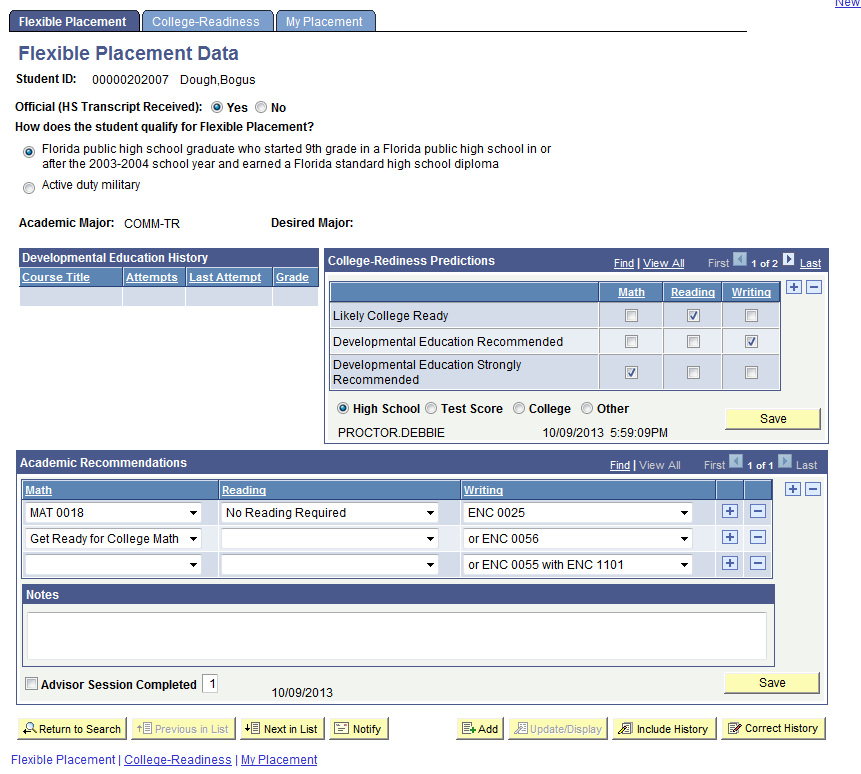 New
Flexible Placement College-Readiness My Placement
Flexible Placement Data
Student ID: 00000202007 Dough,Bogus
Official (HS Transcript Received): Yes No
How does the student qualify for Flexible Placement?
Florida public high school graduate who started 9th grade in a Florida public high school in or
after the 2003-2004 school year and earned a Florida standard high school diploma
Active duty military
Academic Major: COMM-TR Desired Major:
Developmental Education History
Course Title Attempts Last Attempt Grade
College-Rediness Predictions Find | View All First 1 of 2 Last
Math Reading Writing
Likely College Ready
Developmental Education Recommended
Developmental Education Strongly
Recommended
High School Test Score College Other
Save
PROCTOR.DEBBIE 10/09/2013 5:59:09PM
Academic Recommendations Find | View All First 1 of 1 Last
Math Reading Writing
MAT 0018 No Reading Required ENC 0025
Get Ready for College Math or ENC 0056
or ENC 0055 with ENC 1101
Notes
Advisor Session Completed 1 10/09/2013 Save
Return to Search Previous in List Next in List Notify Add Update/Display Include History Correct History
Flexible Placement | College-Readiness | My Placement